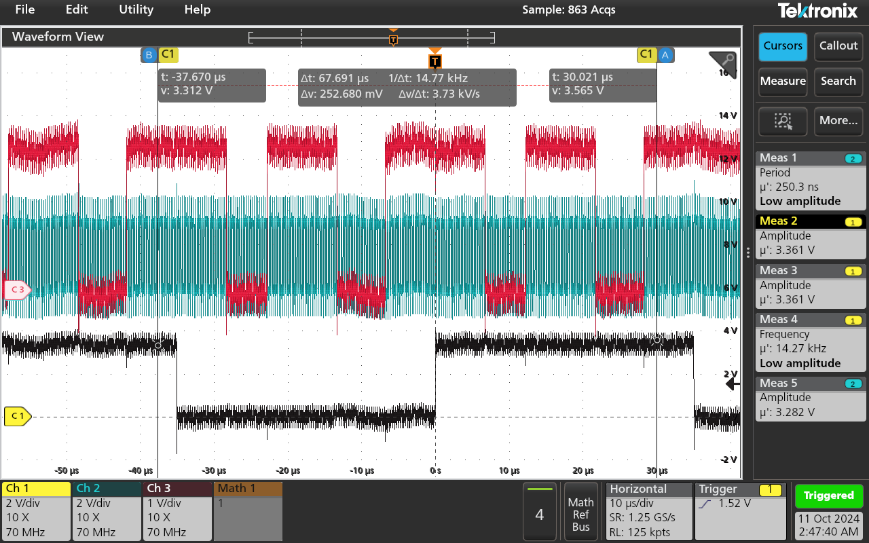 File Edit Utility Help Sample: 863 Acqs Tektronix
Waveform View
T
Cursors Callout
Measure Search
More...
B C1 T C1 A
t: -37.670 µs
v: 3.312 V
Δt: 67.691 µs 1/Δt: 14.77 kHz
Δv: 252.680 mV Δv/Δt: 3.73 kV/s
t: 30.021 µs
v: 3.565 V
16
14 V
12 V
10 V
8 V
6 V
4 V
2 V
-2 V
C 3
C 1
-50 µs -40 µs -30 µs -20 µs -10 µs 0 s 10 µs 20 µs 30 µs
Meas 1 2
Period
µ': 250.3 ns
Low amplitude
Meas 2 1
Amplitude
µ': 3.361 V
Meas 3 1
Amplitude
µ': 3.361 V
Meas 4 1
Frequency
µ': 14.27 kHz
Low amplitude
Meas 5 2
Amplitude
µ': 3.282 V
Ch 1
2 V/div
10 X
70 MHz
Ch 2
2 V/div
10 X
70 MHz
Ch 3
1 V/div
10 X
70 MHz
Math 1
1
4
Math
Ref
Bus
Horizontal
10 µs/div
SR: 1.25 GS/s
RL: 125 kpts
Trigger 1
1.52 V
Triggered
11 Oct 2024
2:47:40 AM